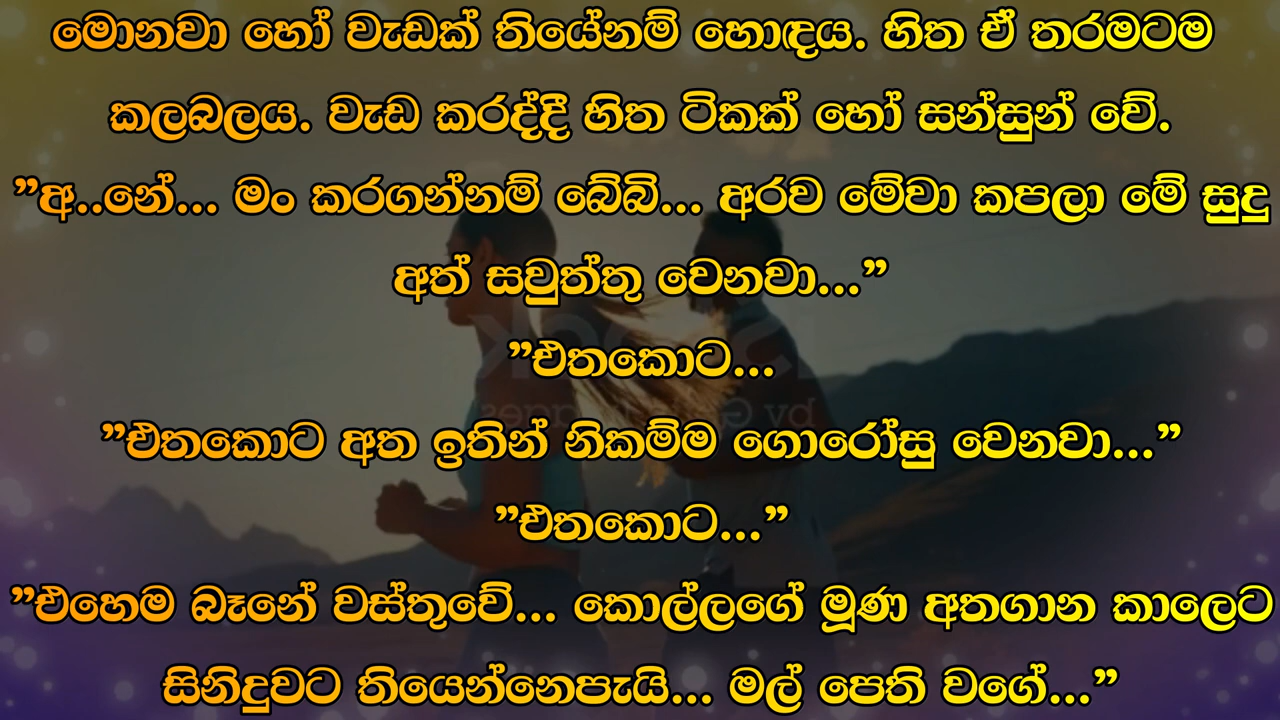 මොනවා හෝ වැඩක් තියේනම් හොඳය. හිත ඒ තරමටම
කලබලය. වැඩ කරද්දී හිත ටිකක් හෝ සන්සුන් වේ.
”අ..නේ... මං කරගන්නම් බේබි... අරව මේවා කපලා මේ සුදු
අත් සවුත්තු වෙනවා...”
”එතකොට...
”එතකොට අත ඉතින් නිකම්ම ගොරෝසු වෙනවා...”
”එතකොට...”
”එහෙම බෑනේ වස්තුවේ... කොල්ලගේ මූණ අතගාන කාලෙට
සිනිදුවට තියෙන්නෙපැයි... මල් පෙති වගේ...”